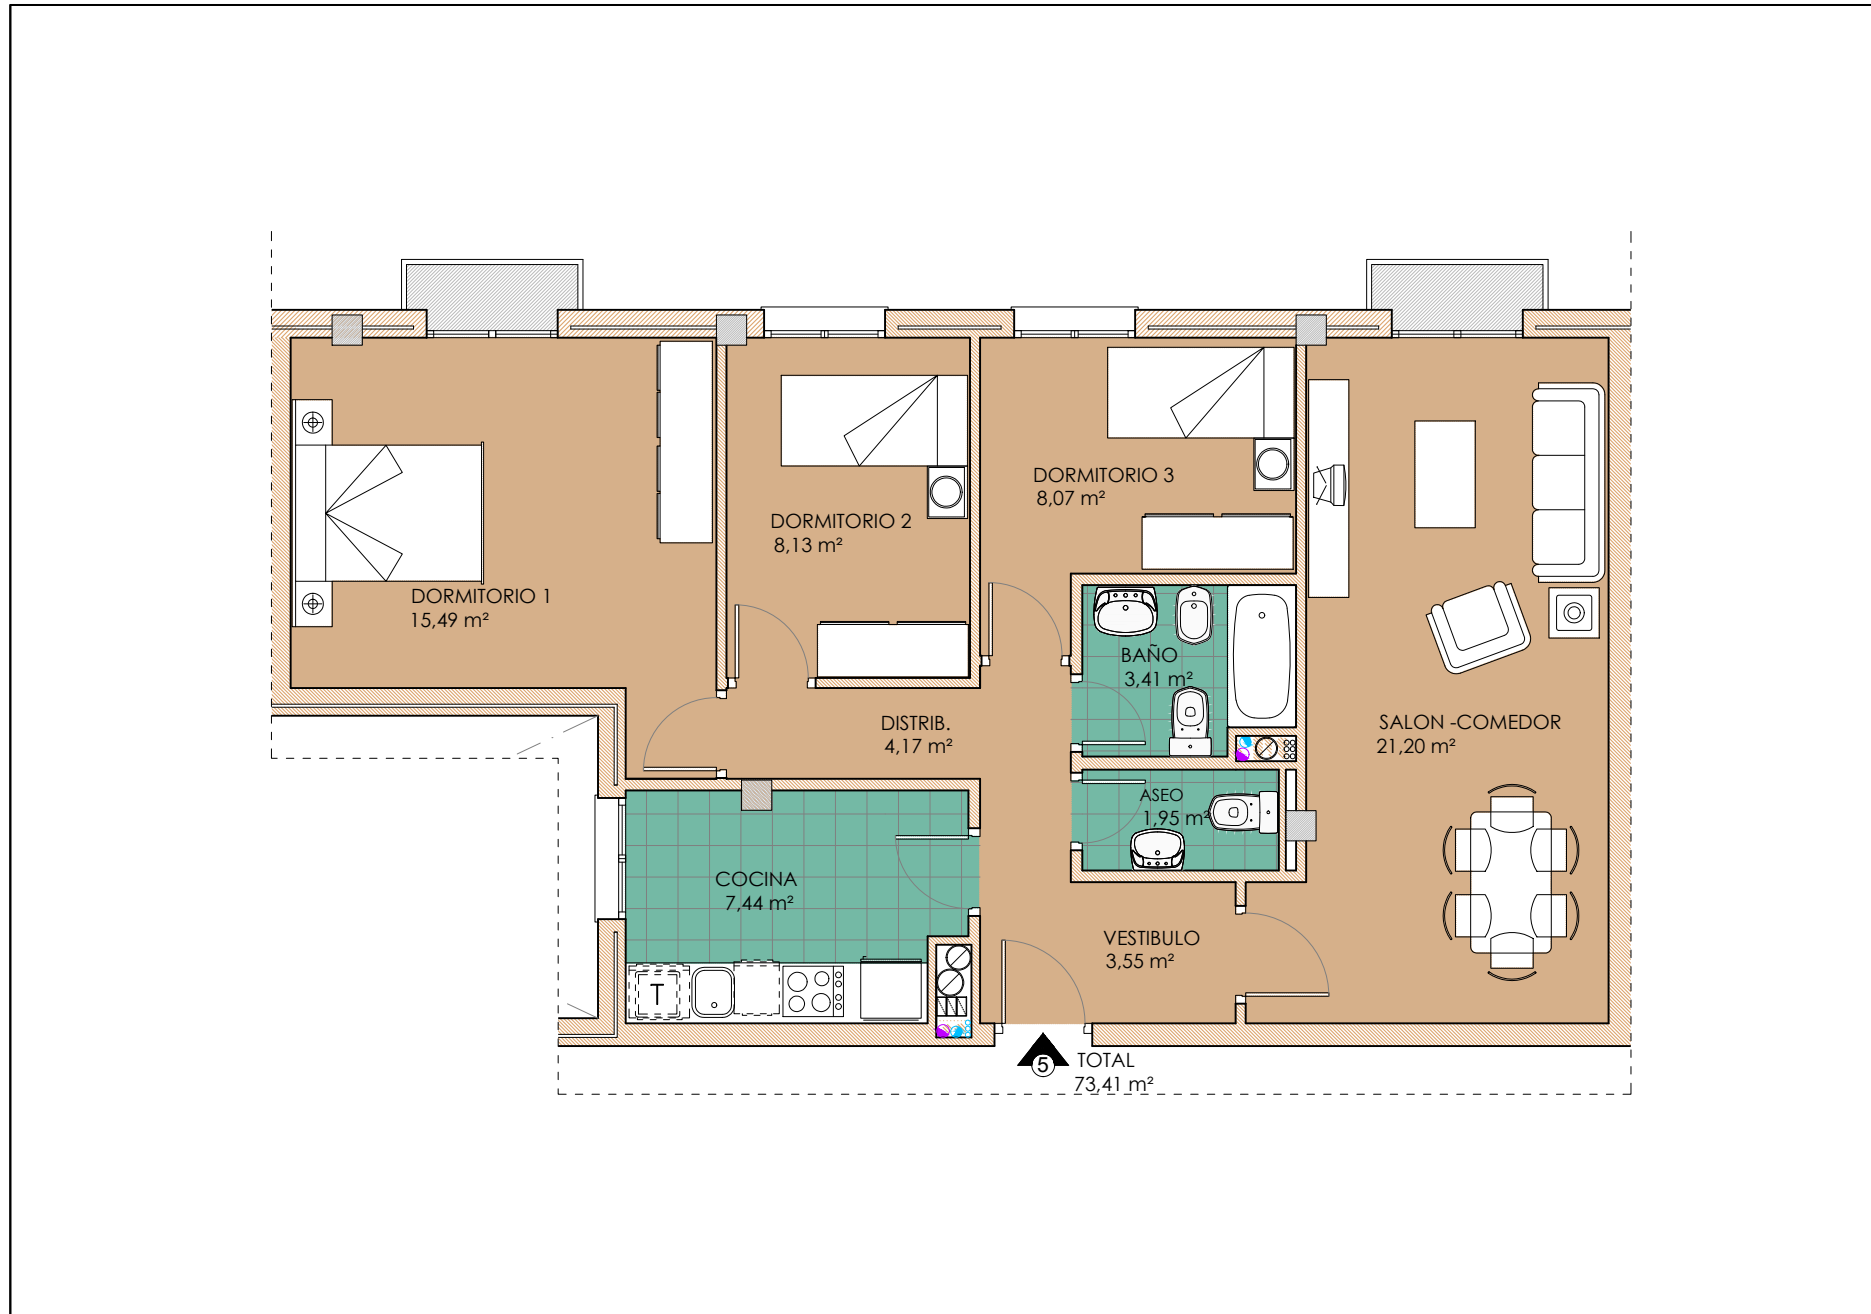 DORMITORIO 1
15,49 m²
DORMITORIO 2
8,13 m²
DORMITORIO 3
8,07 m²
BAÑO
3,41 m²
DISTRIB.
4,17 m²
SALON -COMEDOR
21,20 m²
ASEO
1,95 m²
COCINA
7,44 m²
VESTIBULO
3,55 m²
T
5
TOTAL
73,41 m²